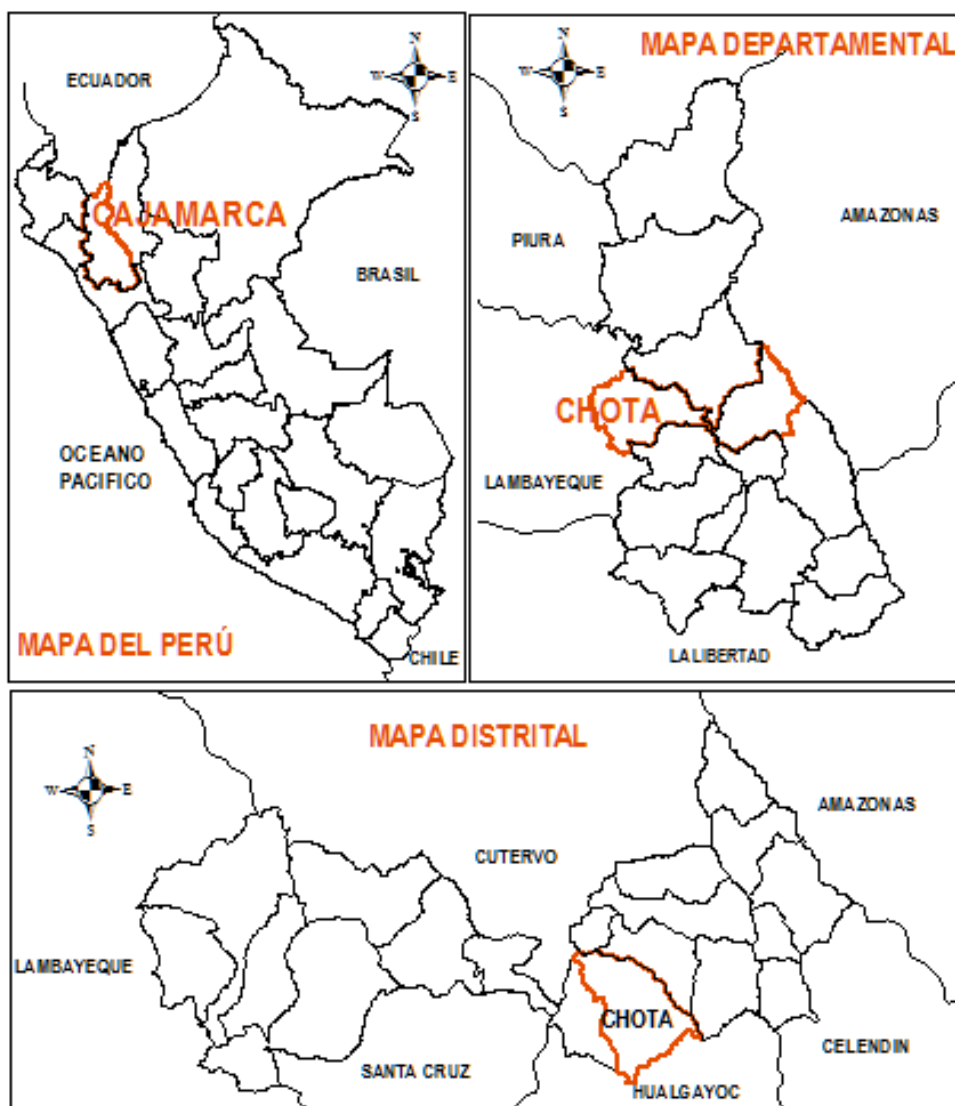 N
W E
S
ECUADOR
CAJAMARCA
BRASIL
OCEANO
PACIFICO
MAPA DEL PERÚ
CHILE
MAPA DEPARTAMENTAL
N
W E
S
AMAZONAS
PIURA
CHOTA
LAMBAYEQUE
LA LIBERTAD
MAPA DISTRITAL
N
W E
S
AMAZONAS
CUTERVO
LAMBAYEQUE
CHOTA
CELENDIN
SANTA CRUZ
HUALGAYOC